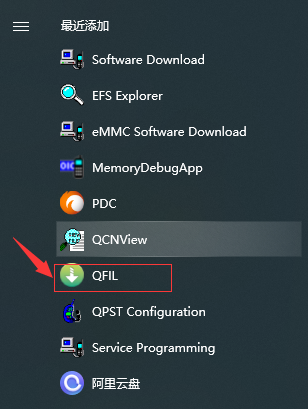 最近添加
Software Download
EFS Explorer
eMMC Software Download
MemoryDebugApp
PDC
QCNView
QFIL
QPST Configuration
Service Programming
阿里云盘